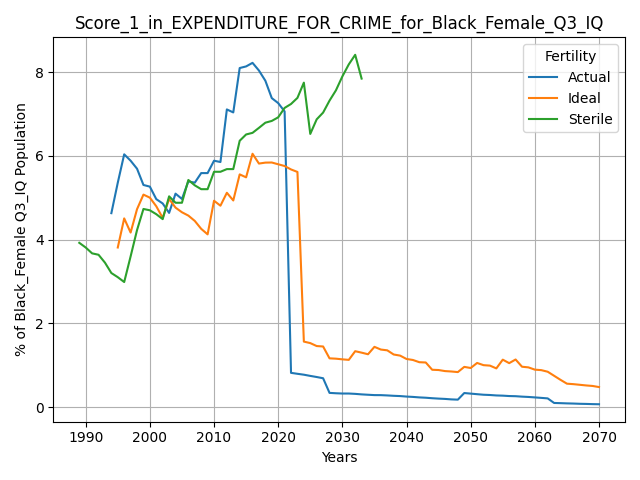 Score_1_in_EXPENDITURE_FOR_CRIME_for_Black_Female_Q3_IQ
Fertility
Actual
Ideal
Sterile
% of Black_Female Q3_IQ Population
8
6
4
2
0
1990 2000 2010 2020 2030 2040 2050 2060 2070
Years